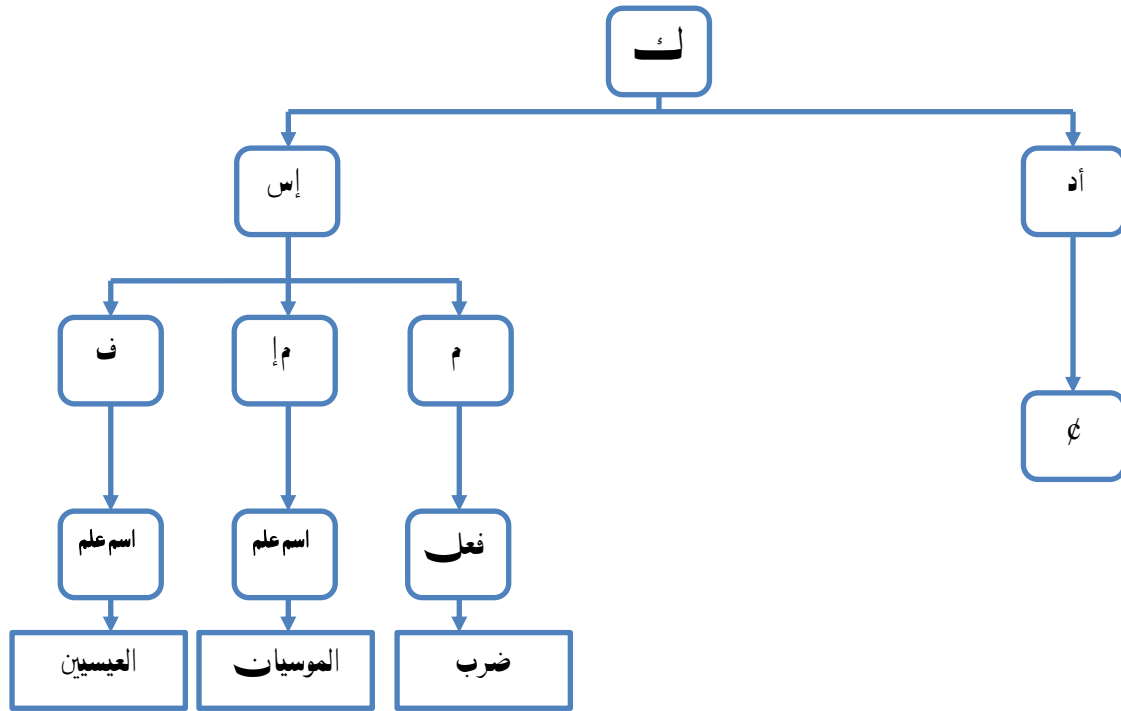 ك
أد
إس
¢
م
م إ
ف
فعل
اسم علم
اسم علم
ضرب
الموسيان
العيسيين